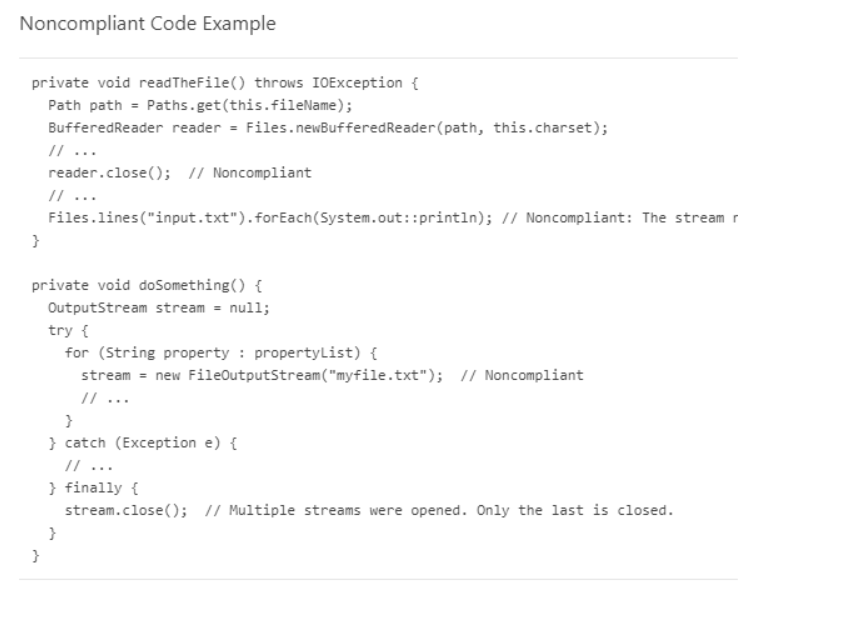 Noncompliant Code Example
private void readTheFile() throws IOException {
Path path = Paths.get(this.fileName);
BufferedReader reader = Files.newBufferedReader(path, this.charset);
// ...
reader.close();  // Noncompliant
// ...
Files.lines("input.txt").forEach(System.out::println); // Noncompliant: The stream
}
private void doSomething() {
OutputStream stream = null;
try {
for (String property : propertyList) {
stream = new FileOutputStream("myfile.txt");  // Noncompliant
// ...
}
} catch (Exception e) {
// ...
} finally {
stream.close();  // Multiple streams were opened. Only the last is closed.
}
}